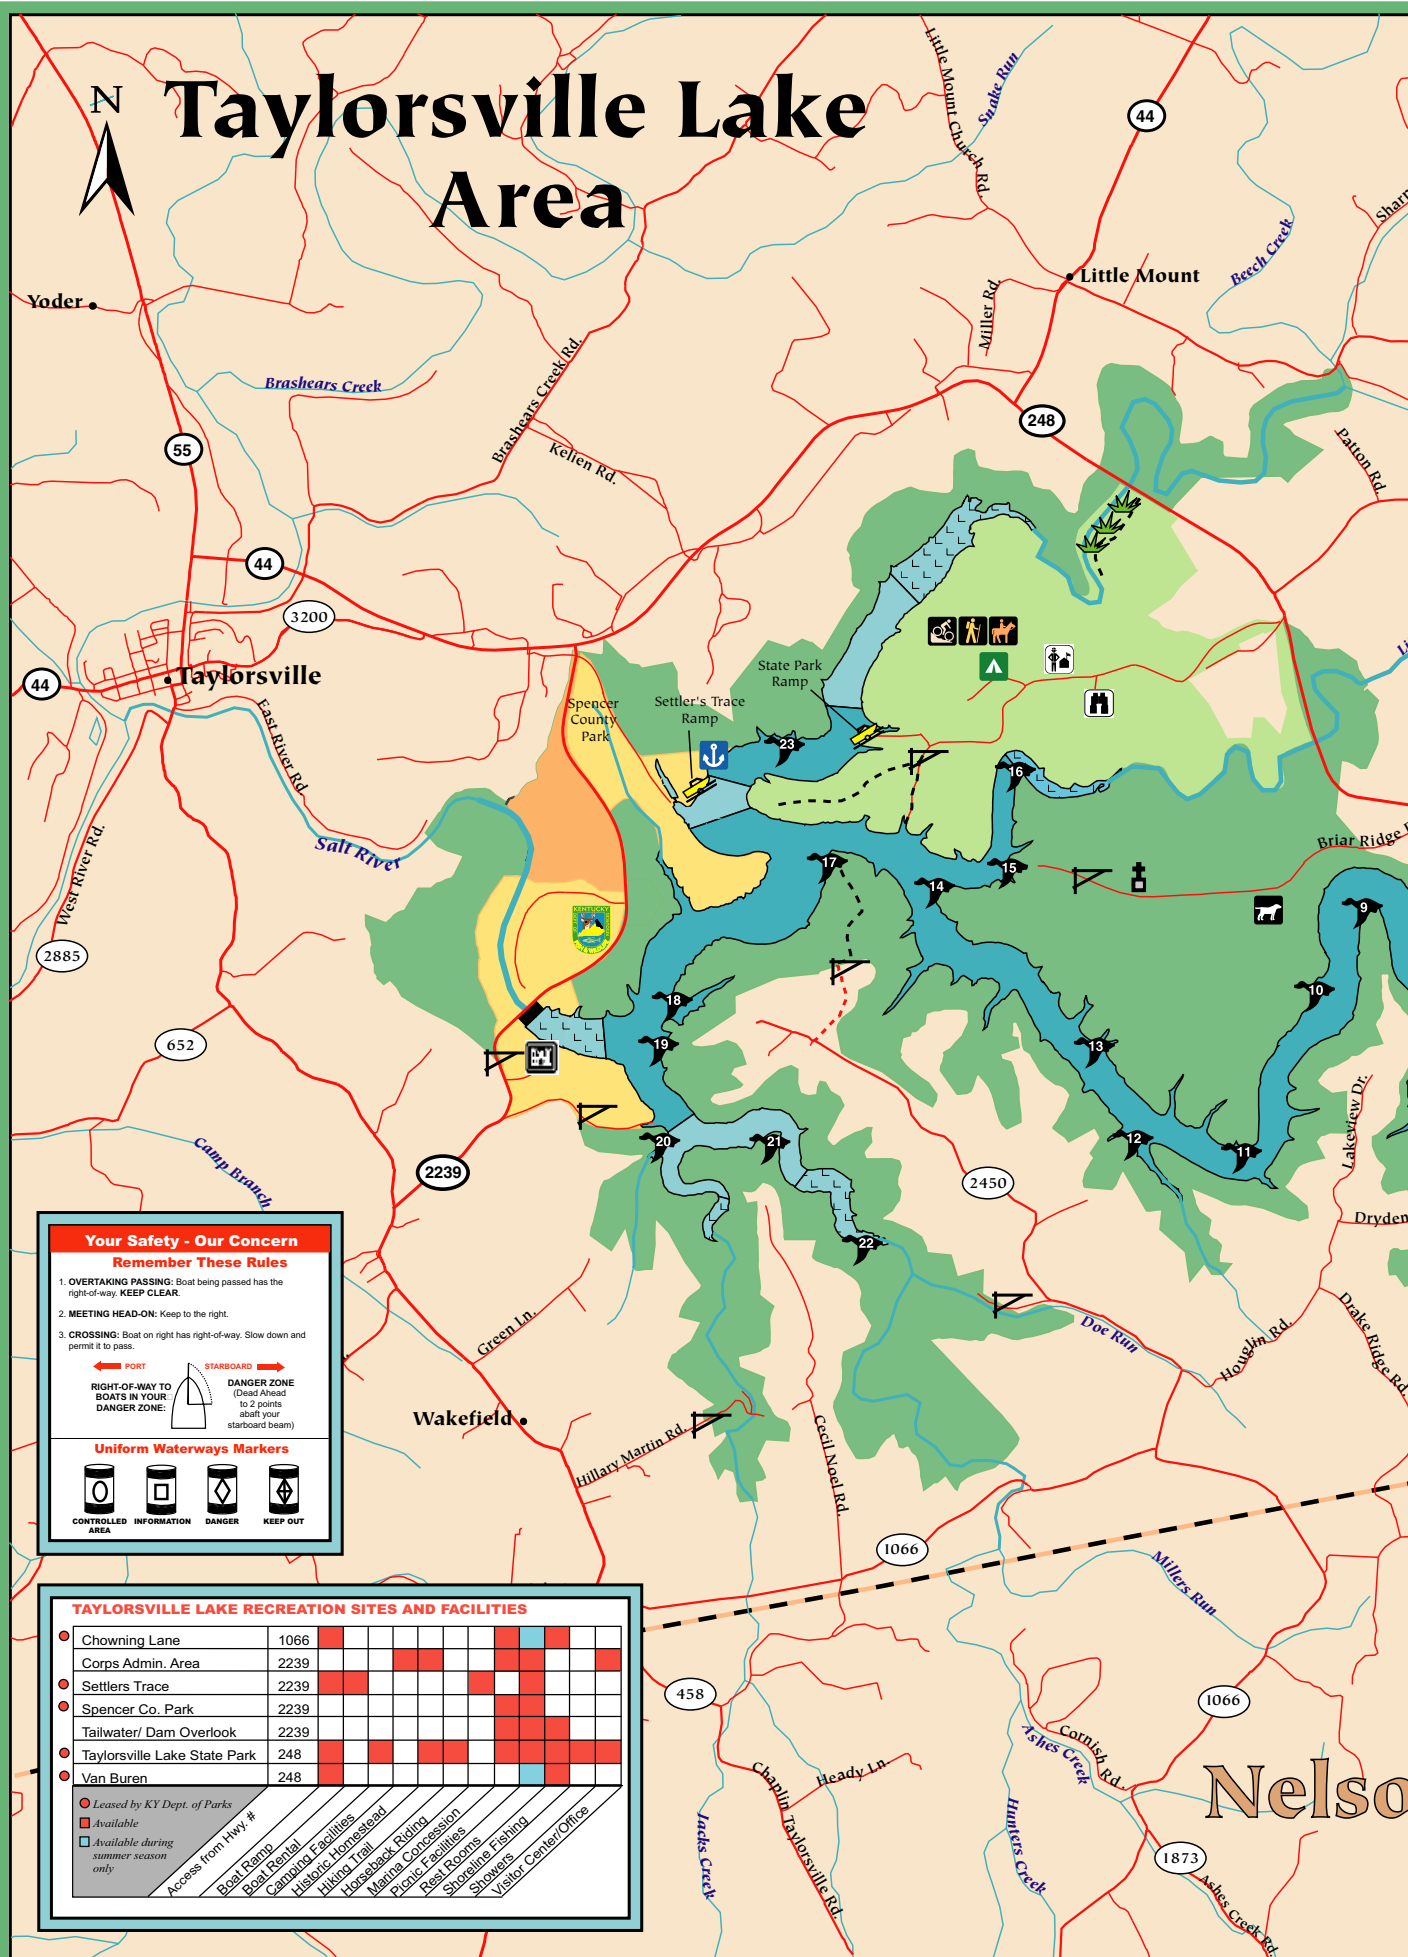 Taylorsville Lake
Area
N
Little Mount Church Rd.
Snake Run
44
Beech Creek
Little Mount
Miller Rd.
Yoder
Brashears Creek
Brashears Creek Rd.
Kelien Rd.
248
Patton Rd.
55
44
3200
44
Taylorsville
East River Rd.
Spencer
County
Park
Settler's Trace
Ramp
State Park
Ramp
23
16
Salt River
West River Rd.
2885
KENTUCKY
17
14
15
Briar Ridge
9
10
18
19
13
652
Camp Branch
20
21
12
11
22
2239
2450
Lakeview Dr.
Dryden
Drake Ridge Rd.
Houglin Rd.
Doe Run
Green Ln.
Wakefield
Hillary Martin Rd.
Cecil Noel Rd.
1066
Millers Run
458
1066
Cornish Rd.
Ashes Creek
Nelso
Chaplin Taylorsville Rd.
Heady Ln.
Jacks Creek
Hunters Creek
1873
Ashes Creek Rd.
Your Safety - Our Concern
Remember These Rules
1. OVERTAKING PASSING: Boat being passed has the
right-of-way. KEEP CLEAR.
2. MEETING HEAD-ON: Keep to the right.
3. CROSSING: Boat on right has right-of-way. Slow down and
permit it to pass.
PORT
STARBOARD
RIGHT-OF-WAY TO
BOATS IN YOUR
DANGER ZONE:
DANGER ZONE
(Dead Ahead
to 2 points
abaft your
starboard beam)
Uniform Waterways Markers
CONTROLLED
AREA
INFORMATION
DANGER
KEEP OUT
TAYLORSVILLE LAKE RECREATION SITES AND FACILITIES
Chowning Lane 1066
Corps Admin. Area 2239
Settlers Trace 2239
Spencer Co. Park 2239
Tailwater/ Dam Overlook 2239
Taylorsville Lake State Park 248
Van Buren 248
Leased by KY Dept. of Parks
Available
Available during
summer season
only
Access from Hwy. #
Boat Ramp
Boat Rental
Camping Facilities
Historic Homestead
Hiking Trail
Horseback Riding
Marina Concession
Picnic Facilities
Rest Rooms
Shoreline Fishing
Showers
Visitor Center/Office